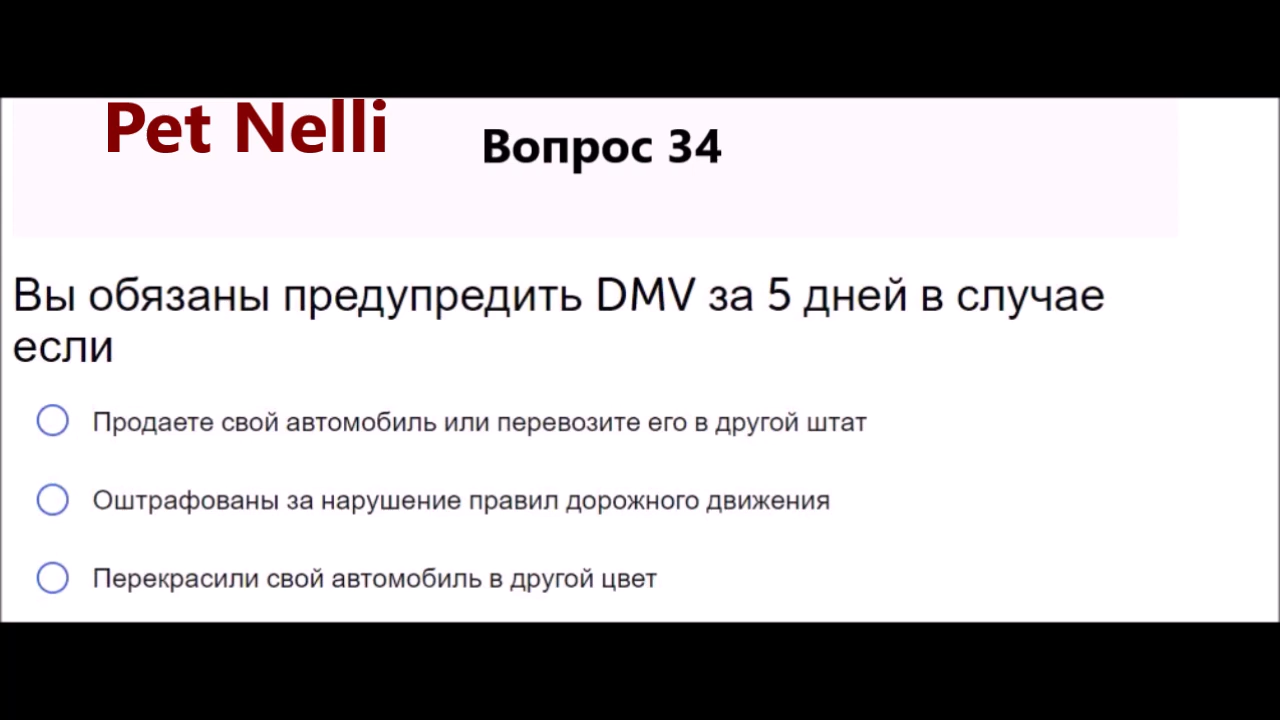 Pet Nelli
Вопрос 34
Вы обязаны предупредить DMV за 5 дней в случае
если
Продаете свой автомобиль или перевозите его в другой штат
Оштрафованы за нарушение правил дорожного движения
Перекрасили свой автомобиль в другой цвет